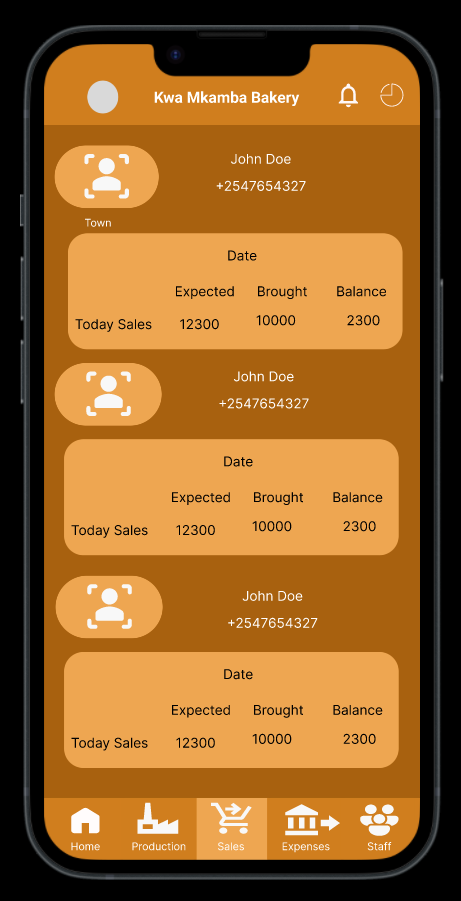 Kwa Mkamba Bakery
John Doe
+2547654327
Town
Date
Expected Brought Balance
Today Sales 12300 10000 2300
John Doe
+2547654327
Date
Expected Brought Balance
Today Sales 12300 10000 2300
John Doe
+2547654327
Date
Expected Brought Balance
Today Sales 12300 10000 2300
Home Production Sales Expenses Staff